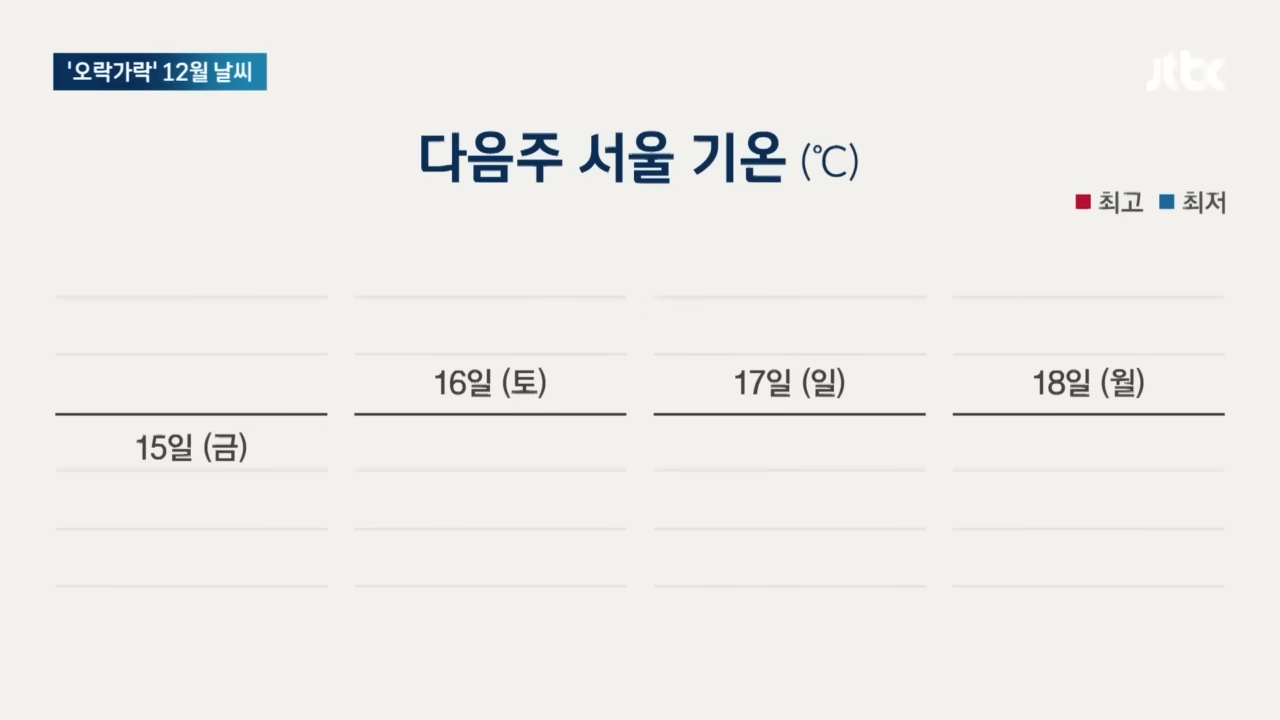 '오락가락' 12월 날씨
jtbc
다음주 서울 기온 (℃)
최고 최저
16일 (토) 17일 (일) 18일 (월)
15일 (금)